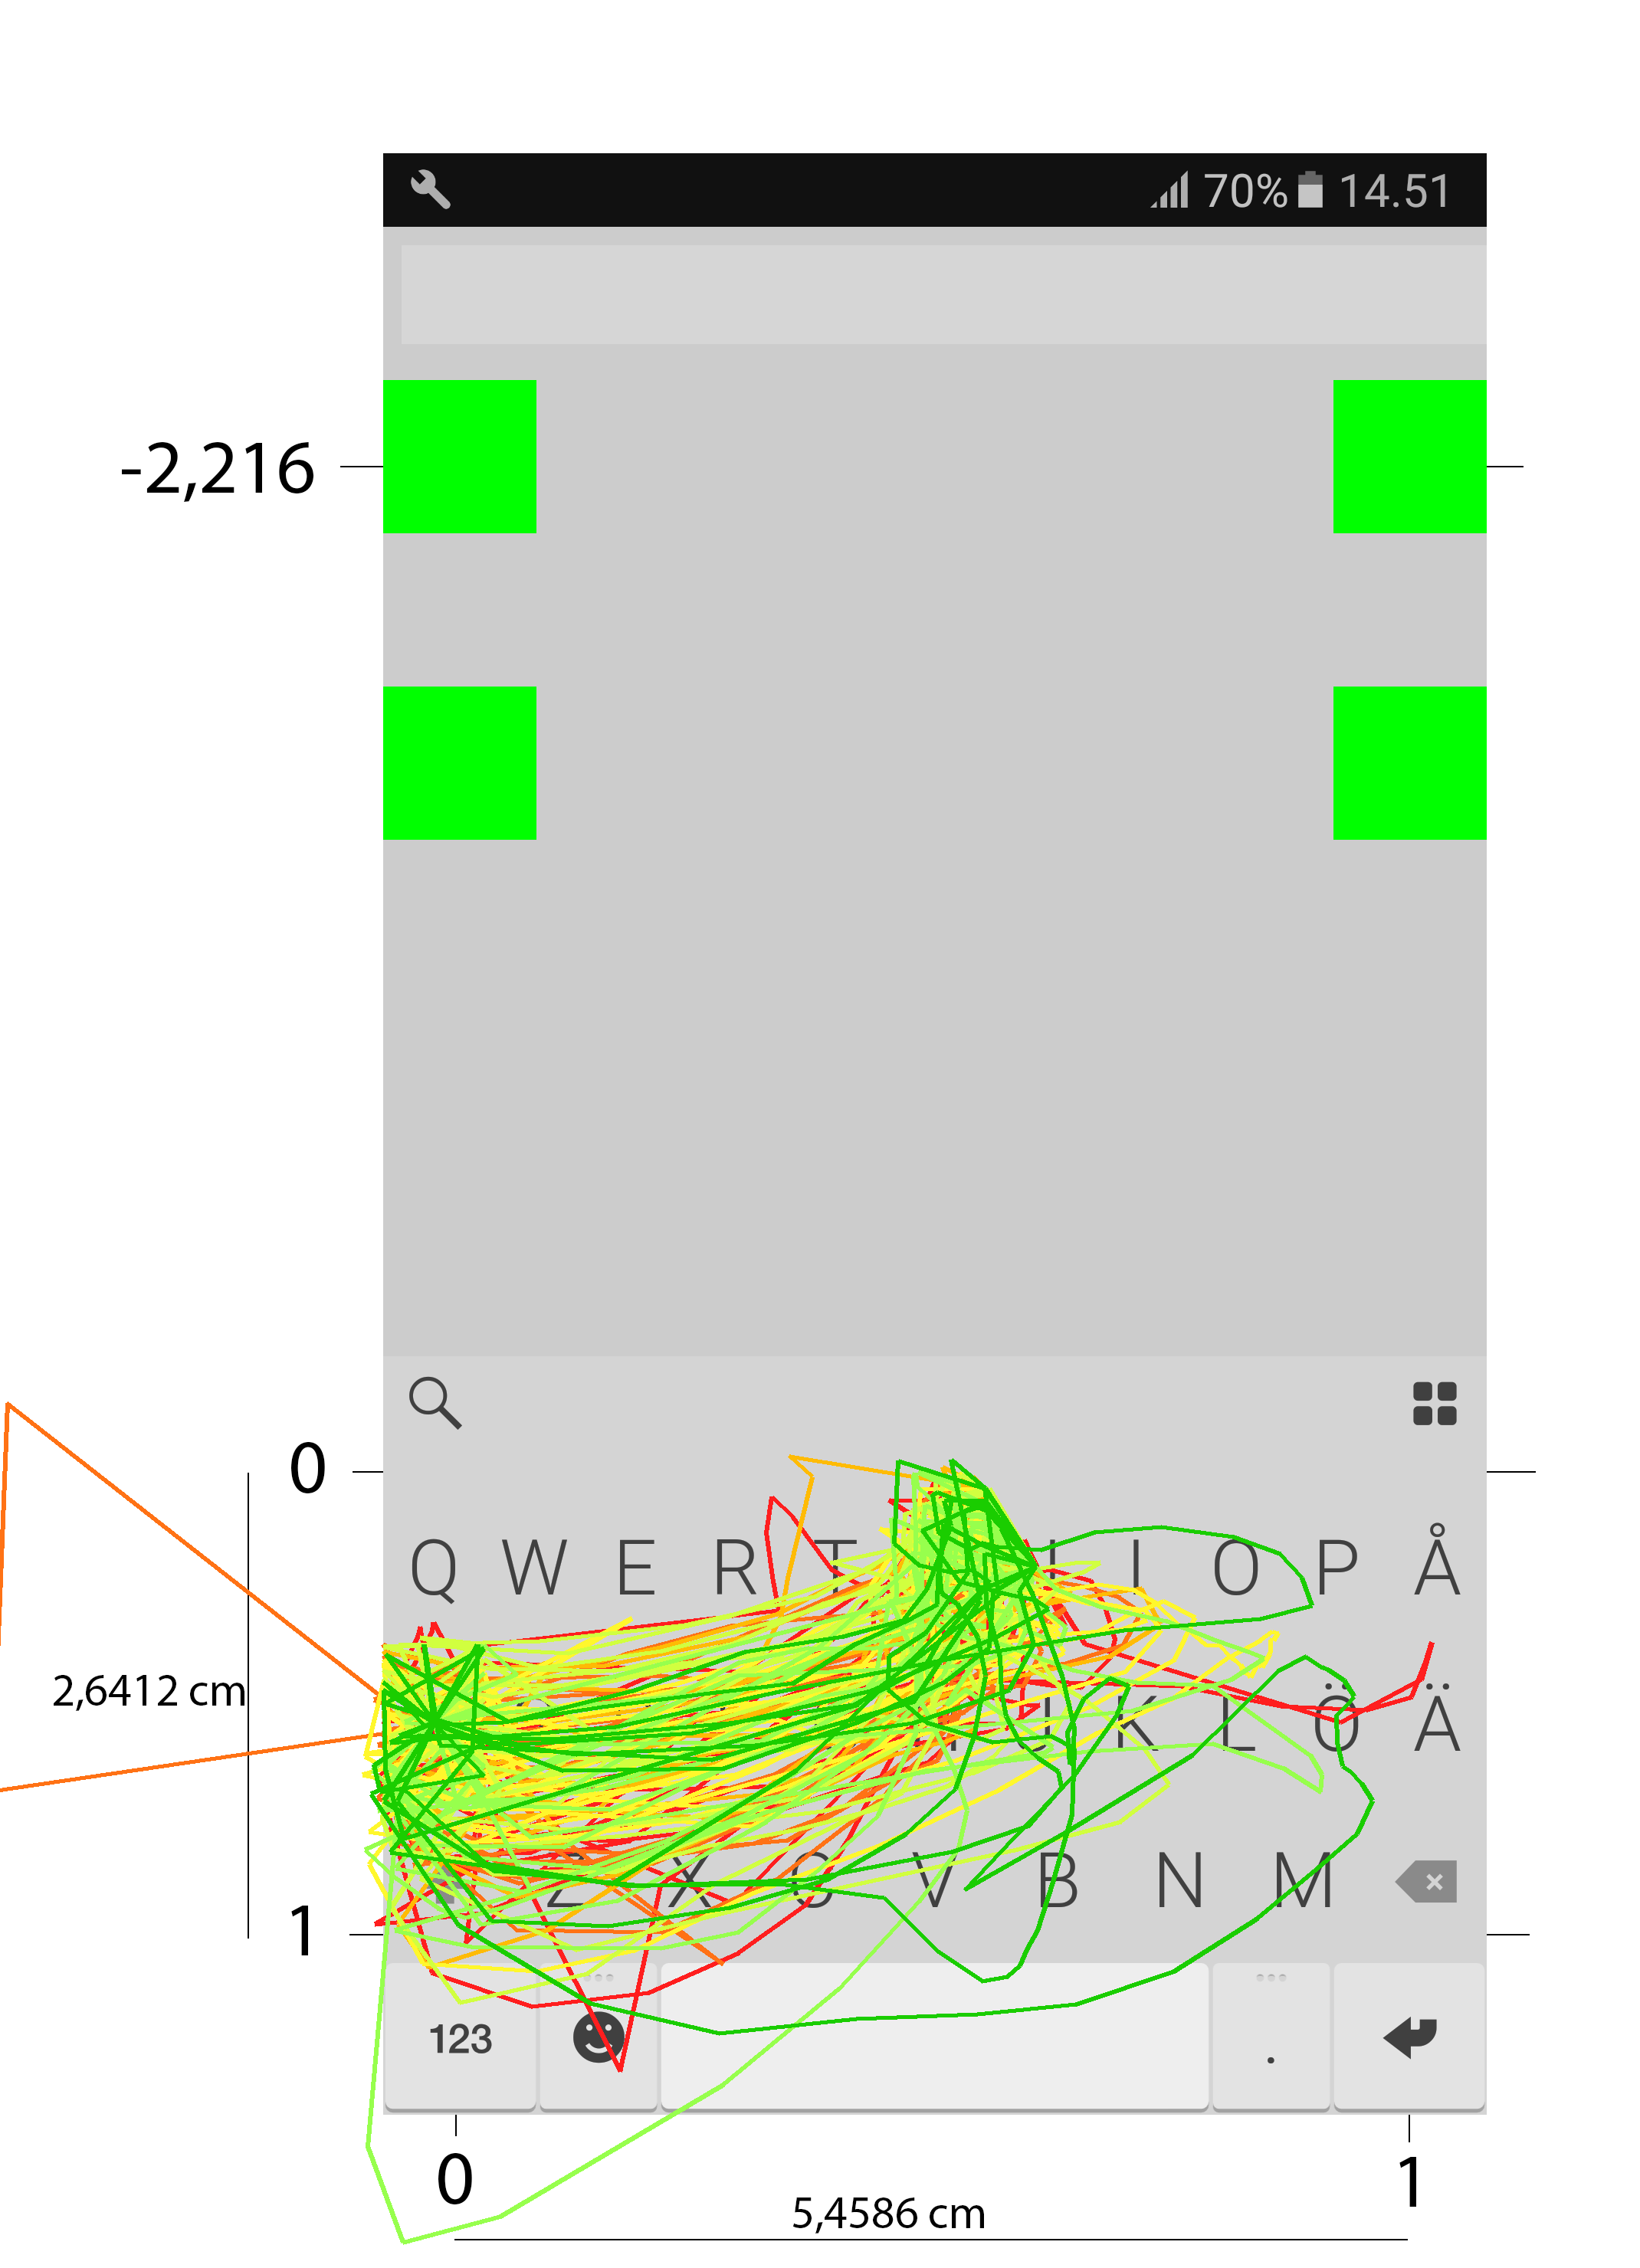 70% 14.51
-2,216
0
Q W E R T I O P Å
2,6412 cm
K L Ö Ä
Z X V B N M
1
123 .
0 1
5,4586 cm